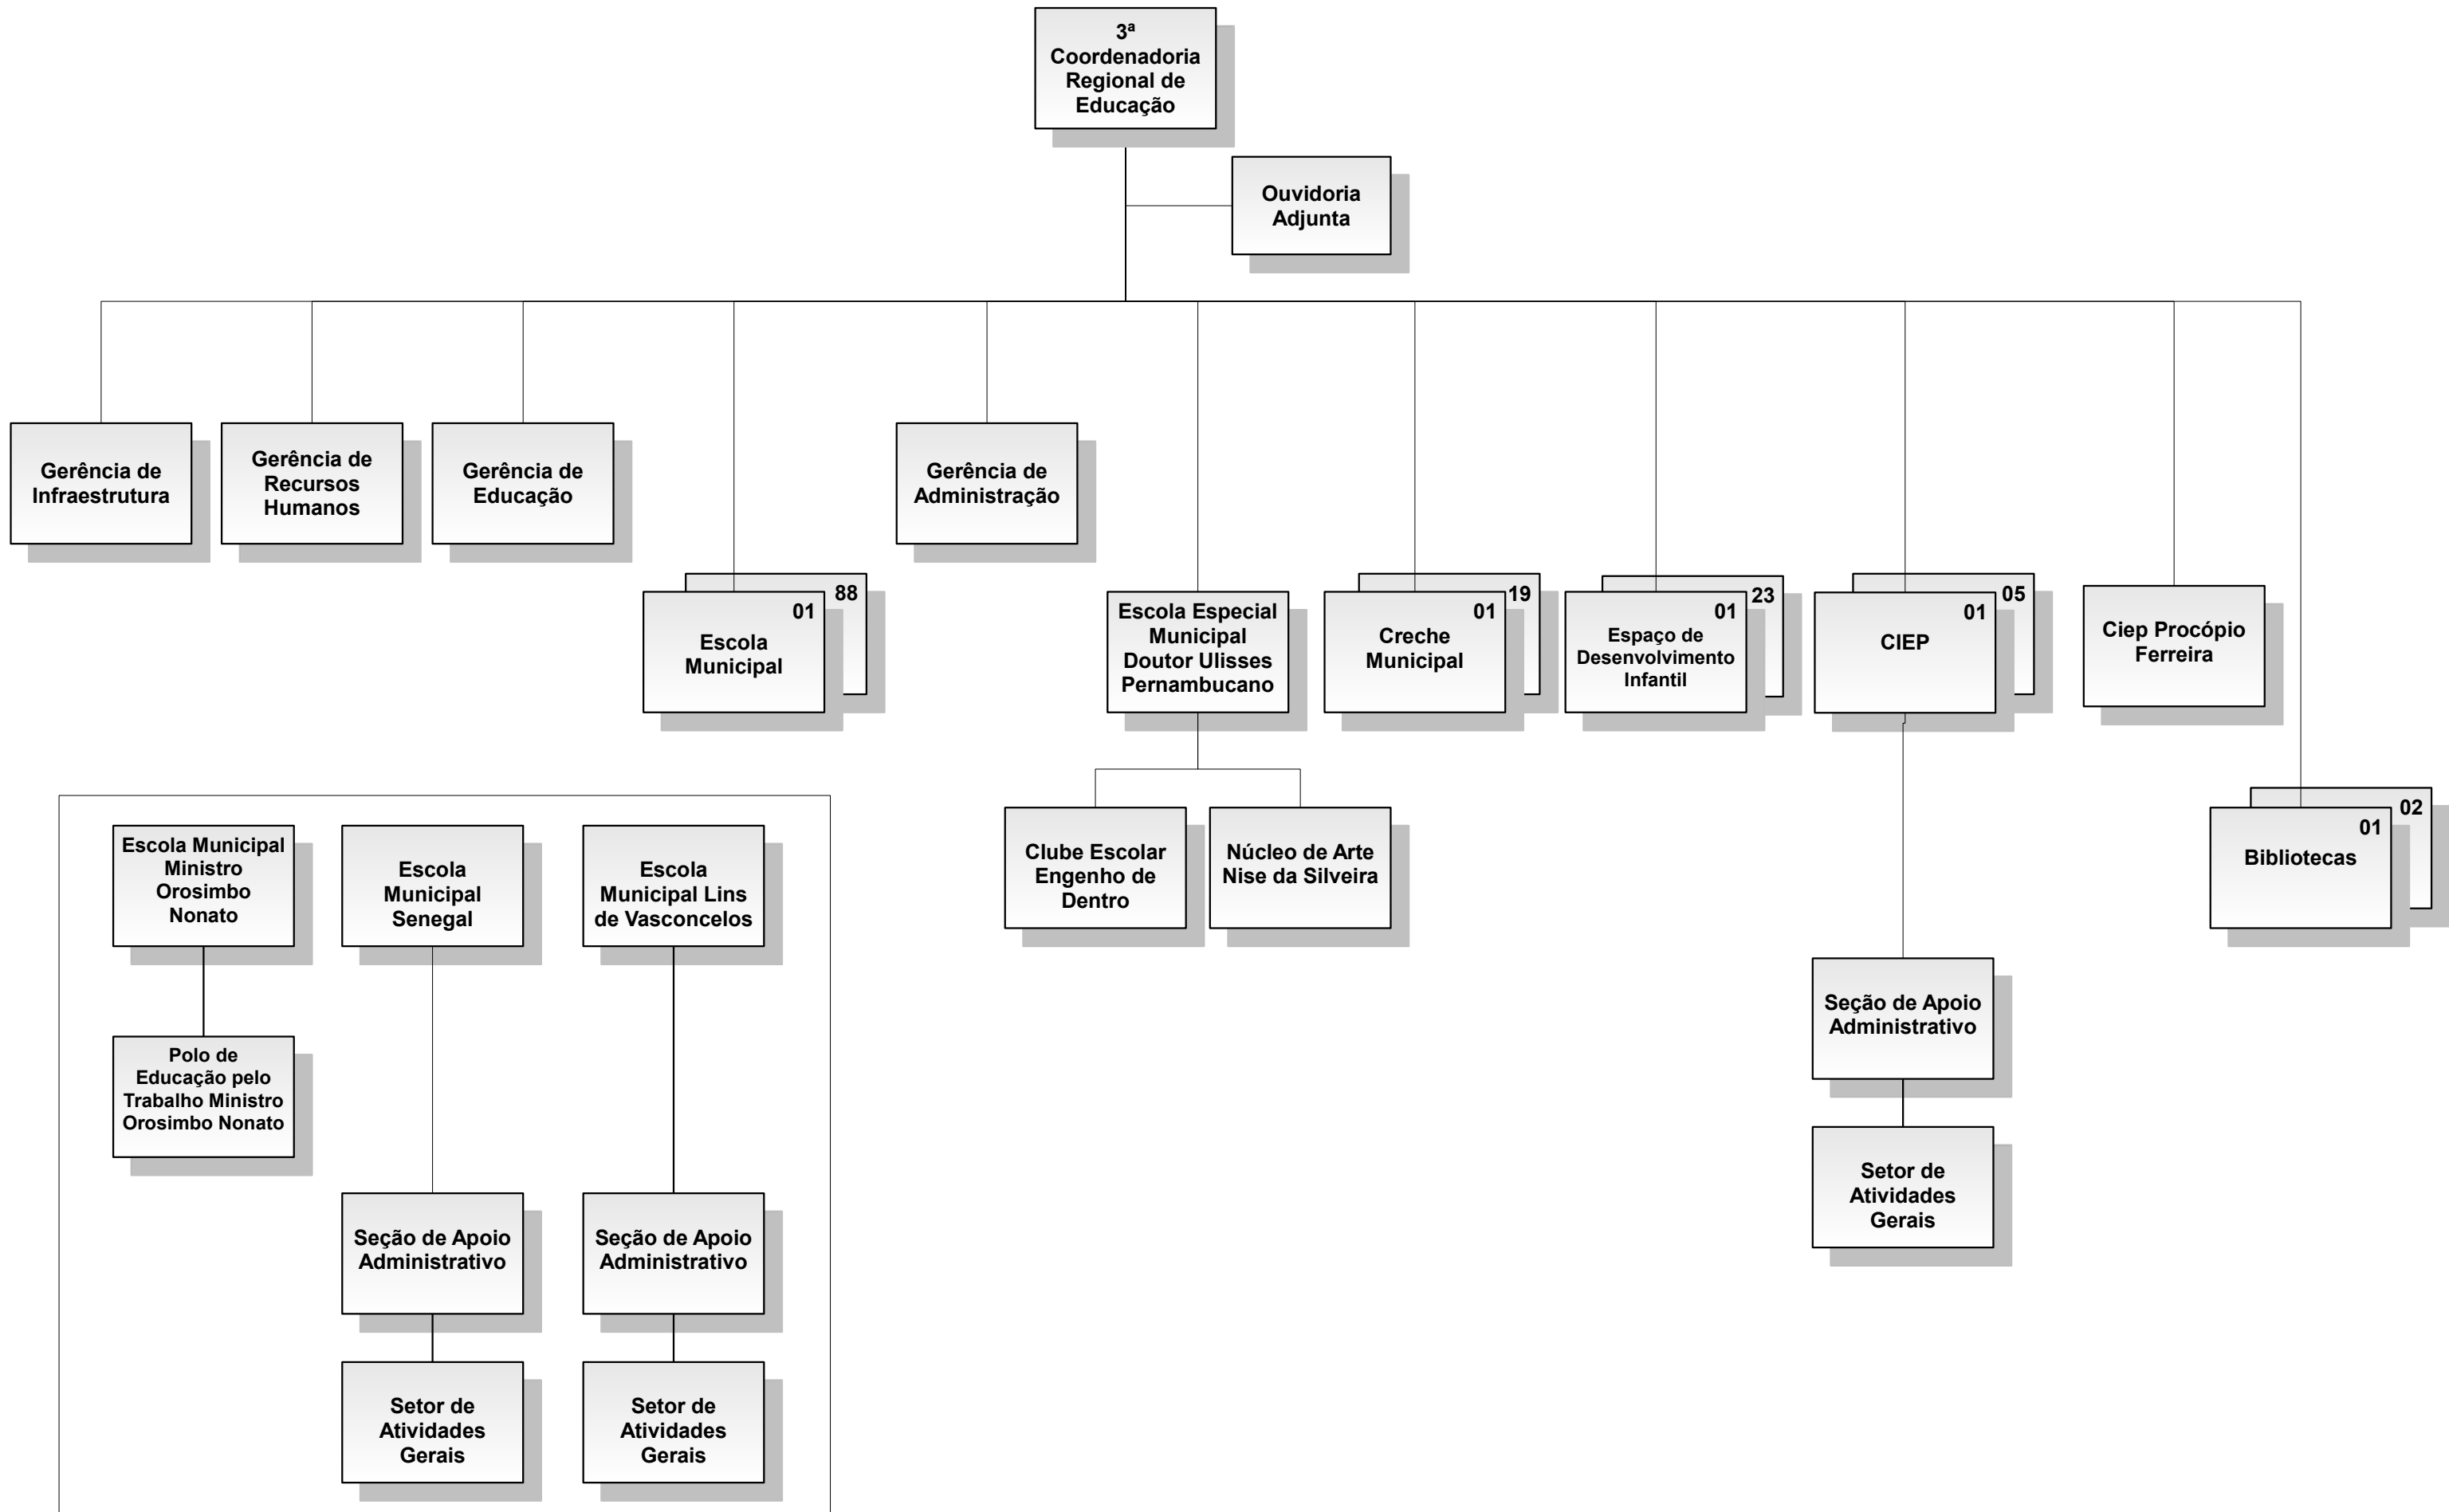 3ª
Coordenadoria
Regional de
Educação
Ouvidoria
Adjunta
Gerência de
Infraestrutura
Gerência de
Recursos
Humanos
Gerência de
Educação
88
01
Escola
Municipal
Gerência de
Administração
Escola Especial
Municipal
Doutor Ulisses
Pernambucano
19
01
Creche
Municipal
23
01
Espaço de
Desenvolvimento
Infantil
05
01
CIEP
Ciep Procópio
Ferreira
02
01
Bibliotecas
Clube Escolar
Engenho de
Dentro
Núcleo de Arte
Nise da Silveira
Escola Municipal
Ministro
Orosimbo
Nonato
Escola
Municipal
Senegal
Escola
Municipal Lins
de Vasconcelos
Polo de
Educação pelo
Trabalho Ministro
Orosimbo Nonato
Seção de Apoio
Administrativo
Setor de
Atividades
Gerais
Seção de Apoio
Administrativo
Seção de Apoio
Administrativo
Setor de
Atividades
Gerais
Setor de
Atividades
Gerais